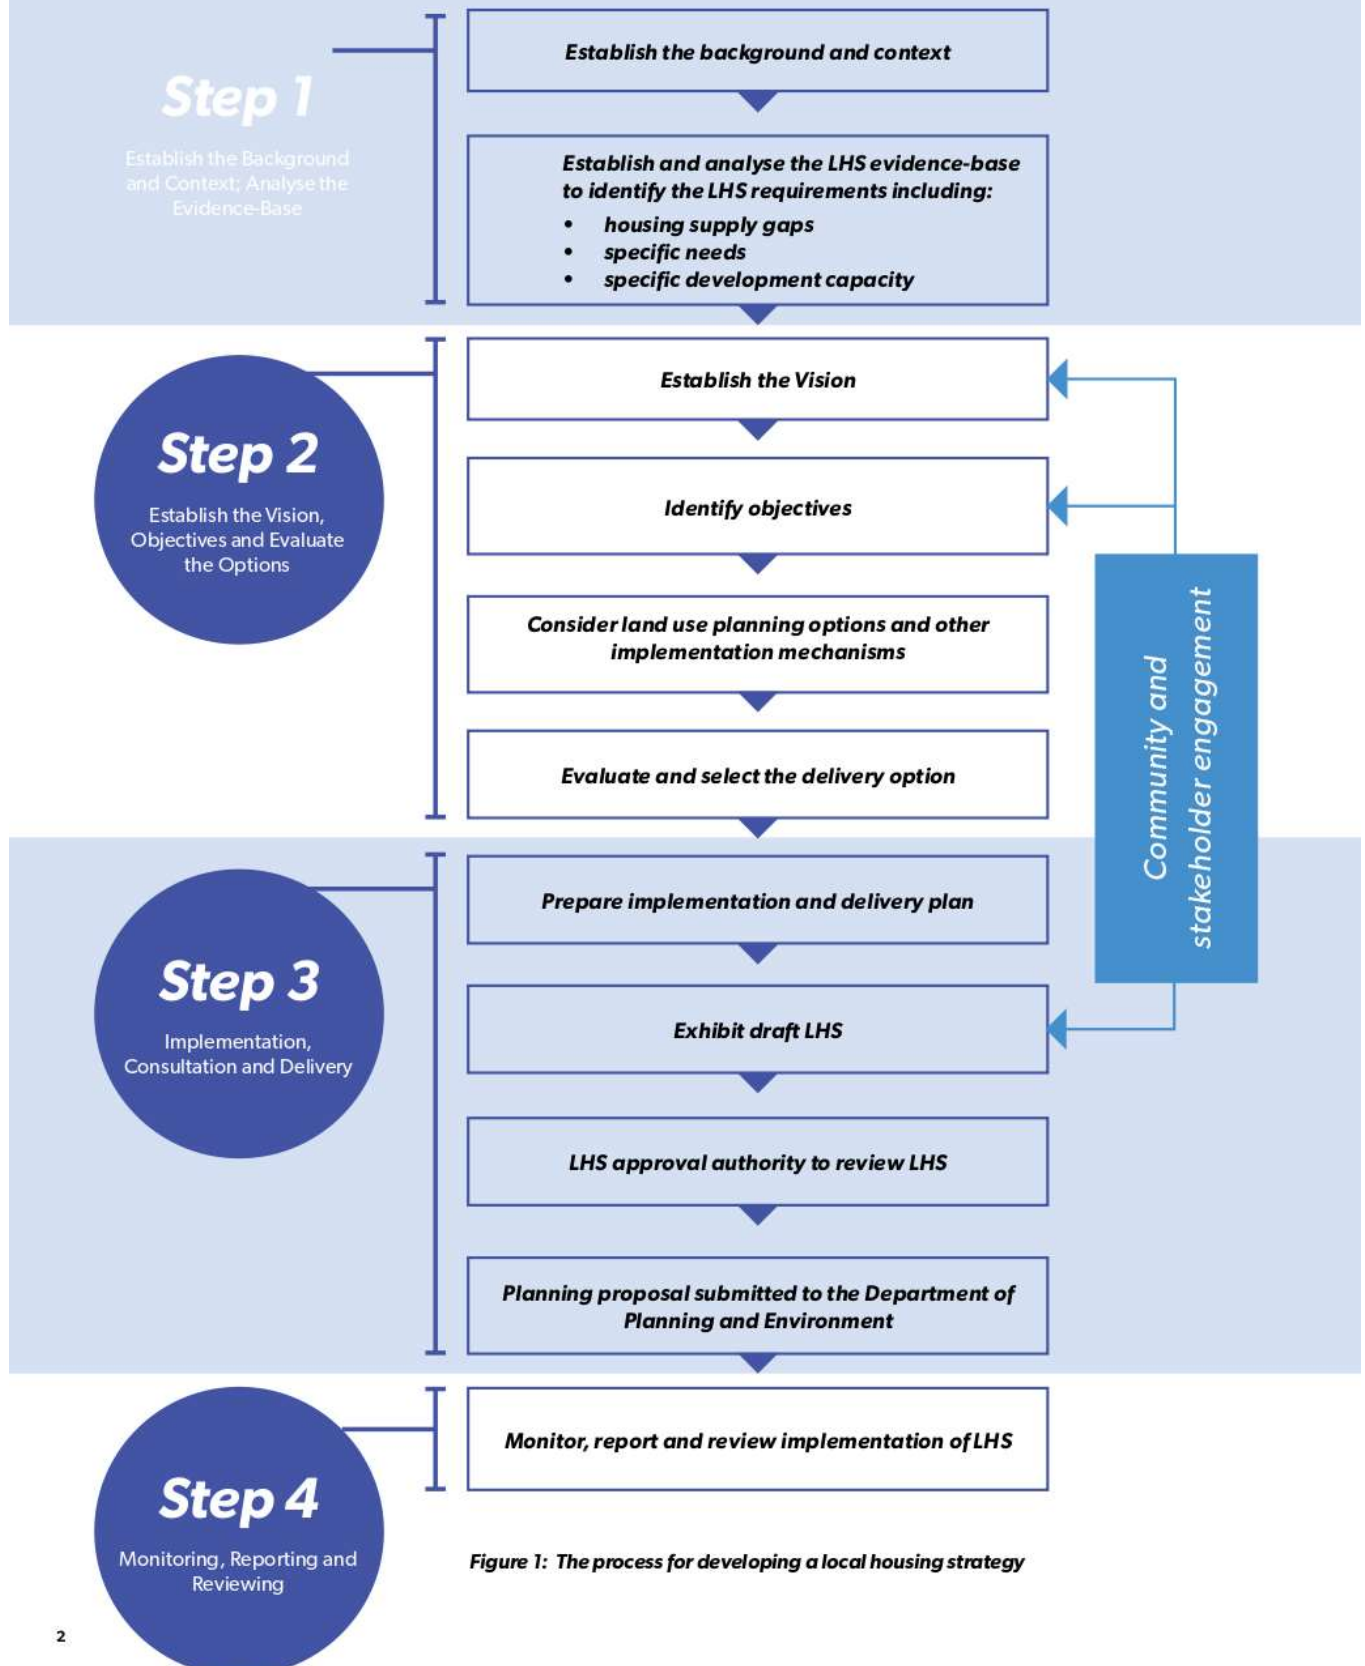 Step 1
Establish the Background
and Context; Analyse the
Evidence-Base
Establish the background and context
Establish and analyse the LHS evidence-base
to identify the LHS requirements including:
• housing supply gaps
• specific needs
• specific development capacity
Step 2
Establish the Vision,
Objectives and Evaluate
the Options
Establish the Vision
Identify objectives
Consider land use planning options and other
implementation mechanisms
Evaluate and select the delivery option
Community and
stakeholder engagement
Step 3
Implementation,
Consultation and Delivery
Prepare implementation and delivery plan
Exhibit draft LHS
LHS approval authority to review LHS
Planning proposal submitted to the Department of
Planning and Environment
Step 4
Monitoring, Reporting and
Reviewing
Monitor, report and review implementation of LHS
Figure 1: The process for developing a local housing strategy
2